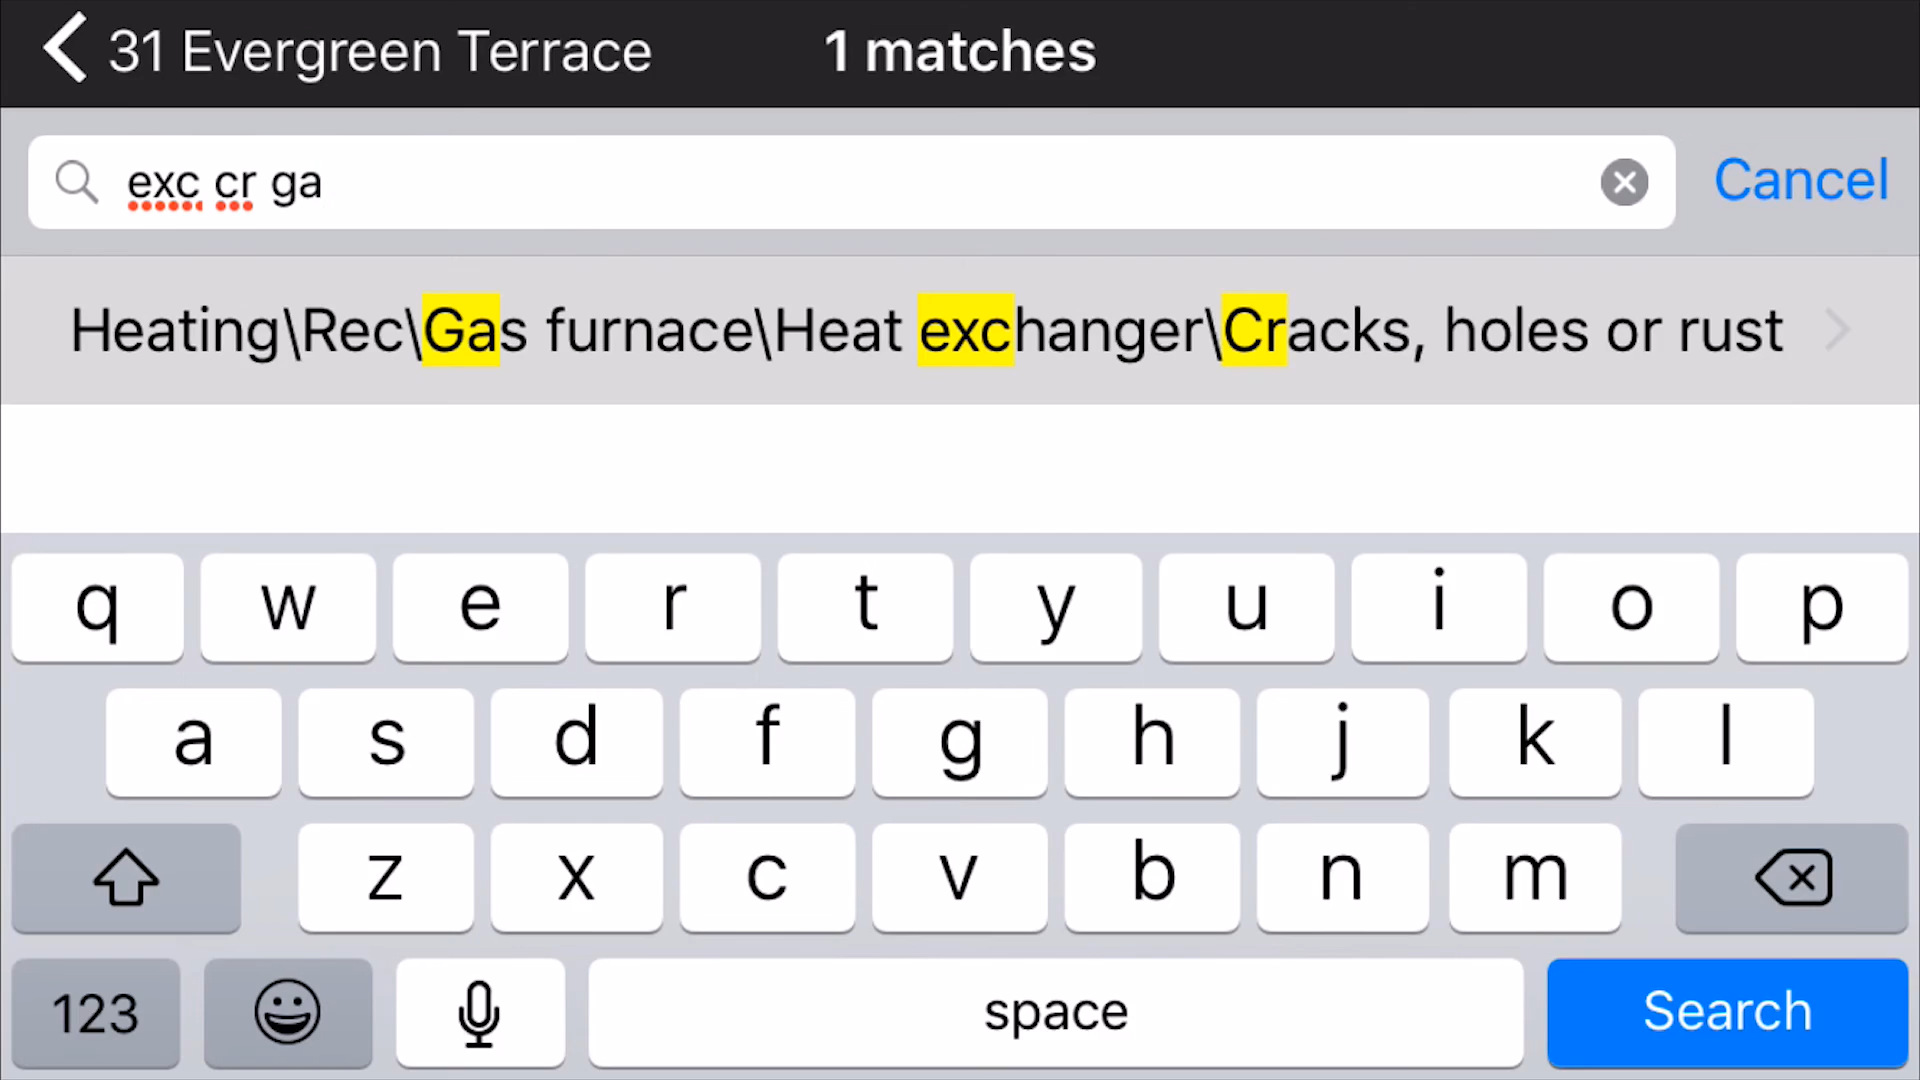 31 Evergreen Terrace 1 matches
exc cr ga Cancel
Heating\Rec\Gas furnace\Heat exchanger\Cracks, holes or rust
q w e r t y u i o p
a s d f g h j k l
z x c v b n m
123 space Search